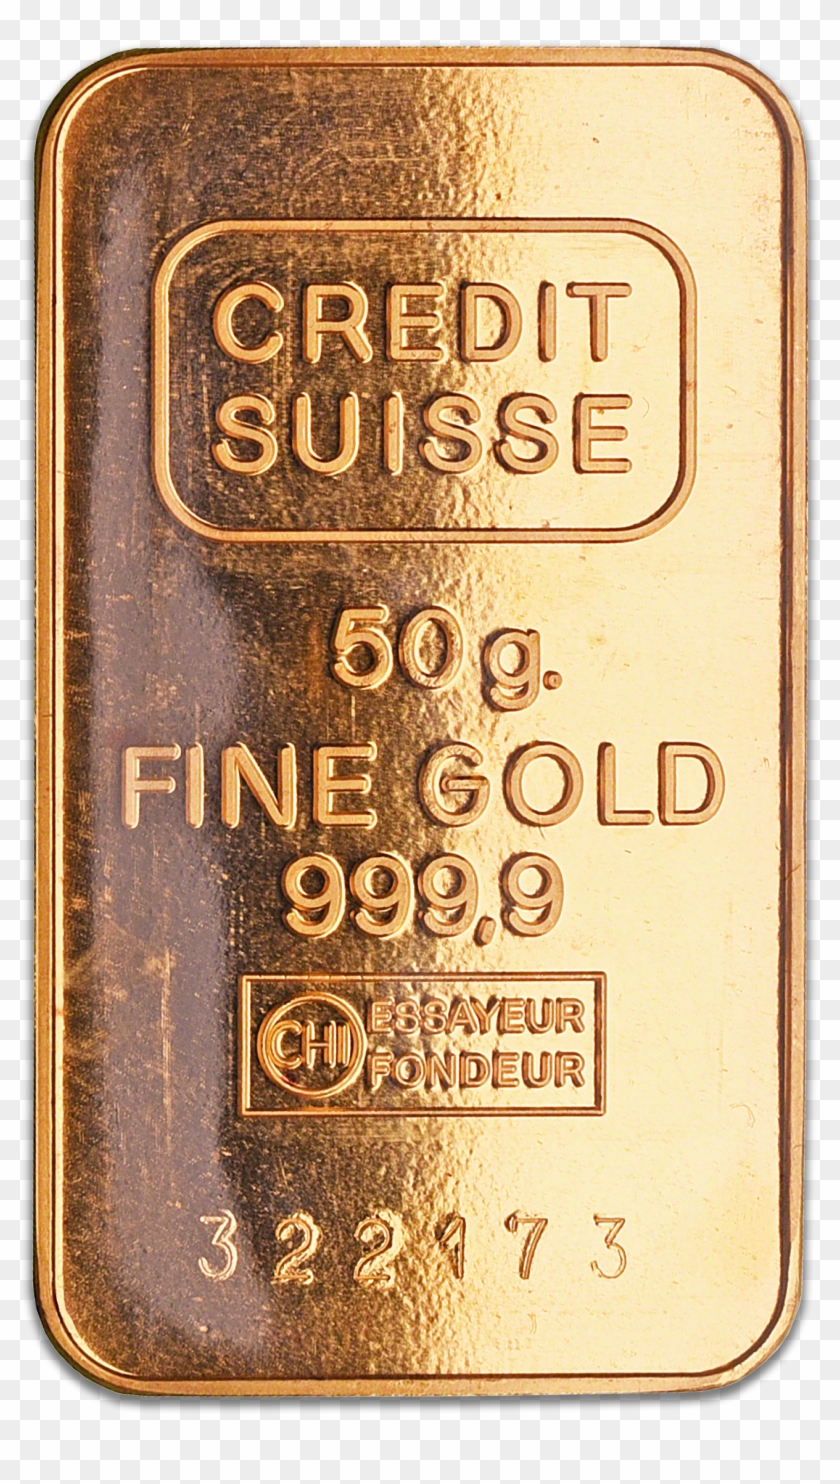 CREDIT
SUISSE
50 g.
FINE GOLD
999,9
CHI ESSAYEUR
FONDEUR
322173